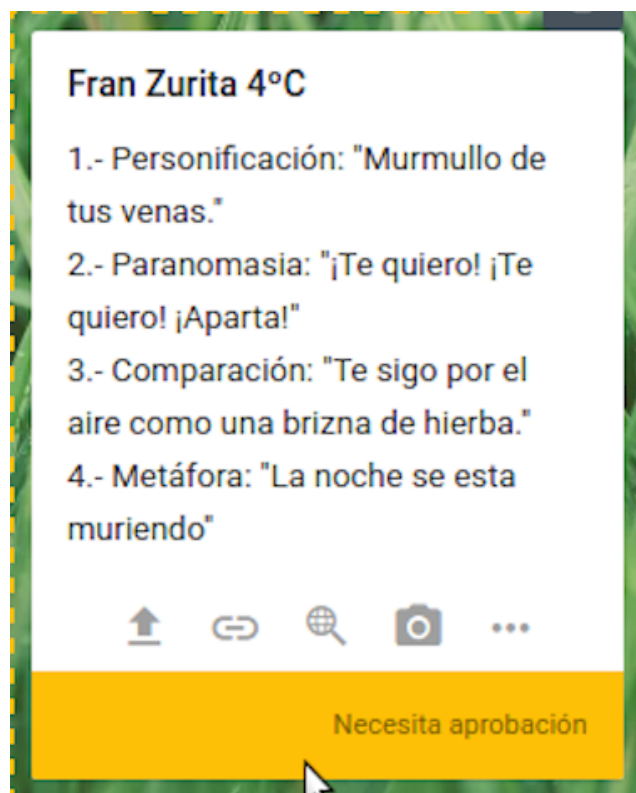 Fran Zurita 4ºC
1.- Personificación: "Murmullo de
tus venas."
2.- Paranomasia: "¡Te quiero! ¡Te
quiero! ¡Aparta!"
3.- Comparación: "Te sigo por el
aire como una brizna de hierba."
4.- Metáfora: "La noche se esta
muriendo"
Necesita aprobación